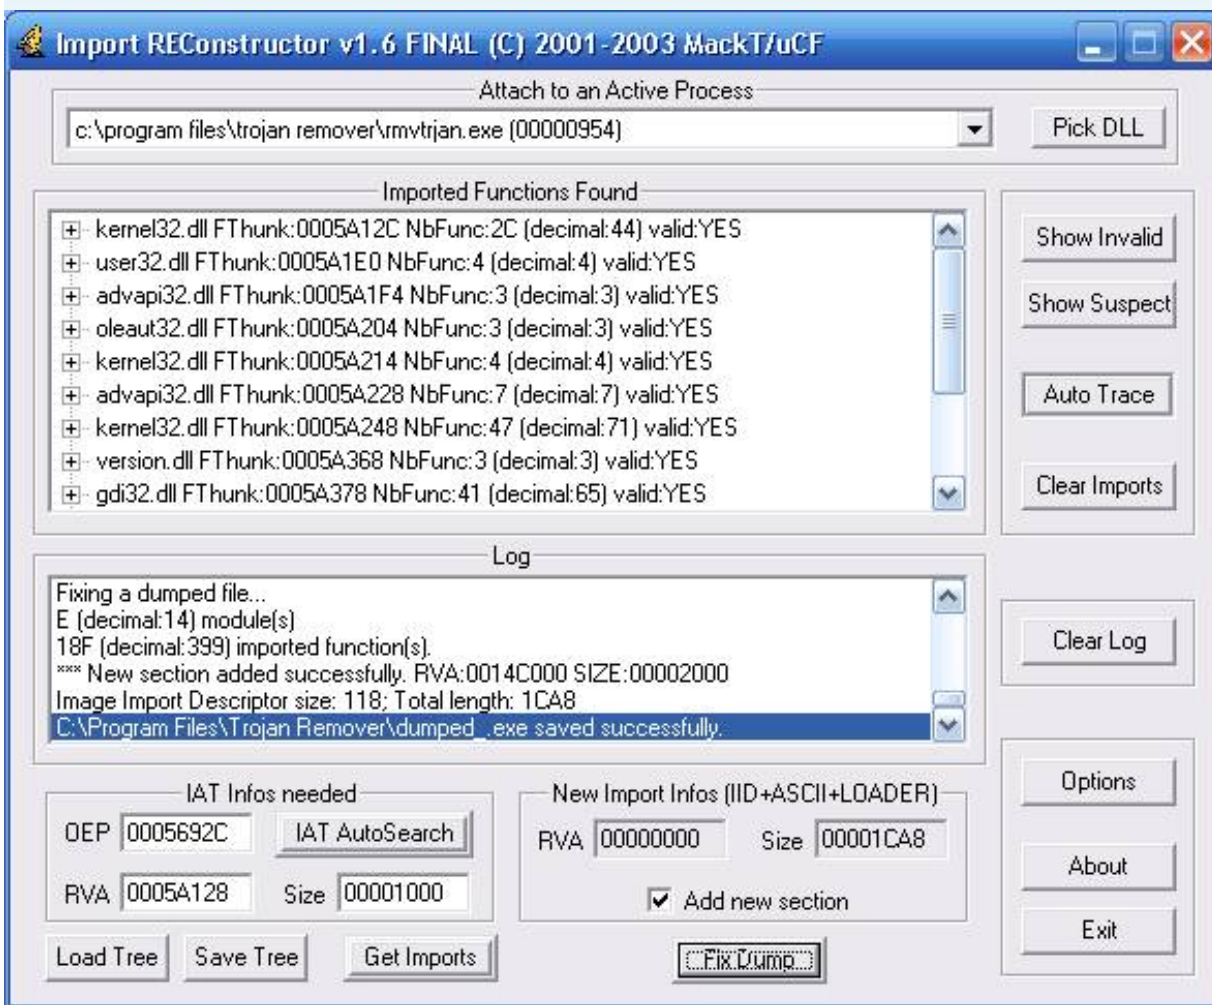 Import REConstructor v1.6 FINAL (C) 2001-2003 MackT/uCF
Attach to an Active Process
c:\program files\trojan remover\rmvtrjan.exe (00000954)
Pick DLL
Imported Functions Found
kernel32.dll FThunk:0005A12C NbFunc:2C (decimal:44) valid:YES
user32.dll FThunk:0005A1E0 NbFunc:4 (decimal:4) valid:YES
advapi32.dll FThunk:0005A1F4 NbFunc:3 (decimal:3) valid:YES
oleaut32.dll FThunk:0005A204 NbFunc:3 (decimal:3) valid:YES
kernel32.dll FThunk:0005A214 NbFunc:4 (decimal:4) valid:YES
advapi32.dll FThunk:0005A228 NbFunc:7 (decimal:7) valid:YES
kernel32.dll FThunk:0005A248 NbFunc:47 (decimal:71) valid:YES
version.dll FThunk:0005A368 NbFunc:3 (decimal:3) valid:YES
gdi32.dll FThunk:0005A378 NbFunc:41 (decimal:65) valid:YES
Show Invalid
Show Suspect
Auto Trace
Clear Imports
Log
Fixing a dumped file...
E (decimal:14) module(s)
18F (decimal:399) imported function(s).
*** New section added successfully. RVA:0014C000 SIZE:00002000
Image Import Descriptor size: 118; Total length: 1CA8
C:\Program Files\Trojan Remover\dumped_.exe saved successfully.
Clear Log
IAT Infos needed
OEP 0005692C IAT AutoSearch
RVA 0005A128 Size 00001000
New Import Infos (IID+ASCII+LOADER)
RVA 00000000 Size 00001CA8
Add new section
Options
About
Exit
Load Tree Save Tree Get Imports Fix Dump